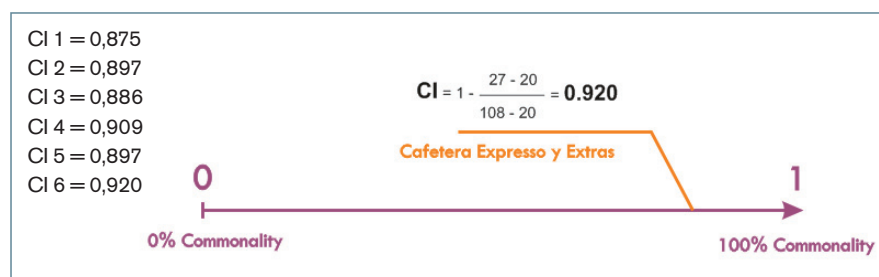 CI 1 = 0,875
CI 2 = 0,897
CI 3 = 0,886
CI 4 = 0,909
CI 5 = 0,897
CI 6 = 0,920
CI = 1 - 27 - 20 / 108 - 20 = 0.920
Cafetera Expresso y Extras
0 1
0% Commonality 100% Commonality